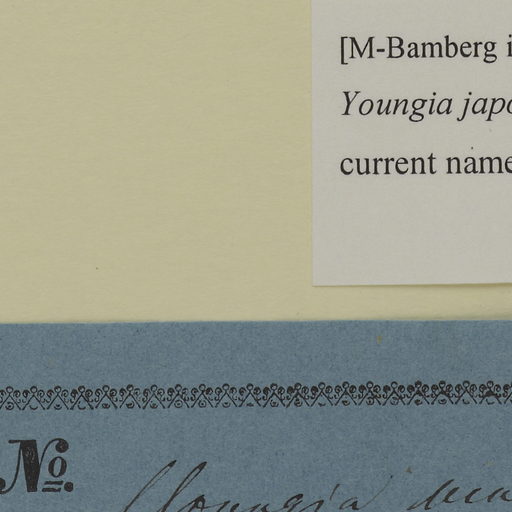 [M-Bamberg i
Youngia japo
current name
No.
Youngia